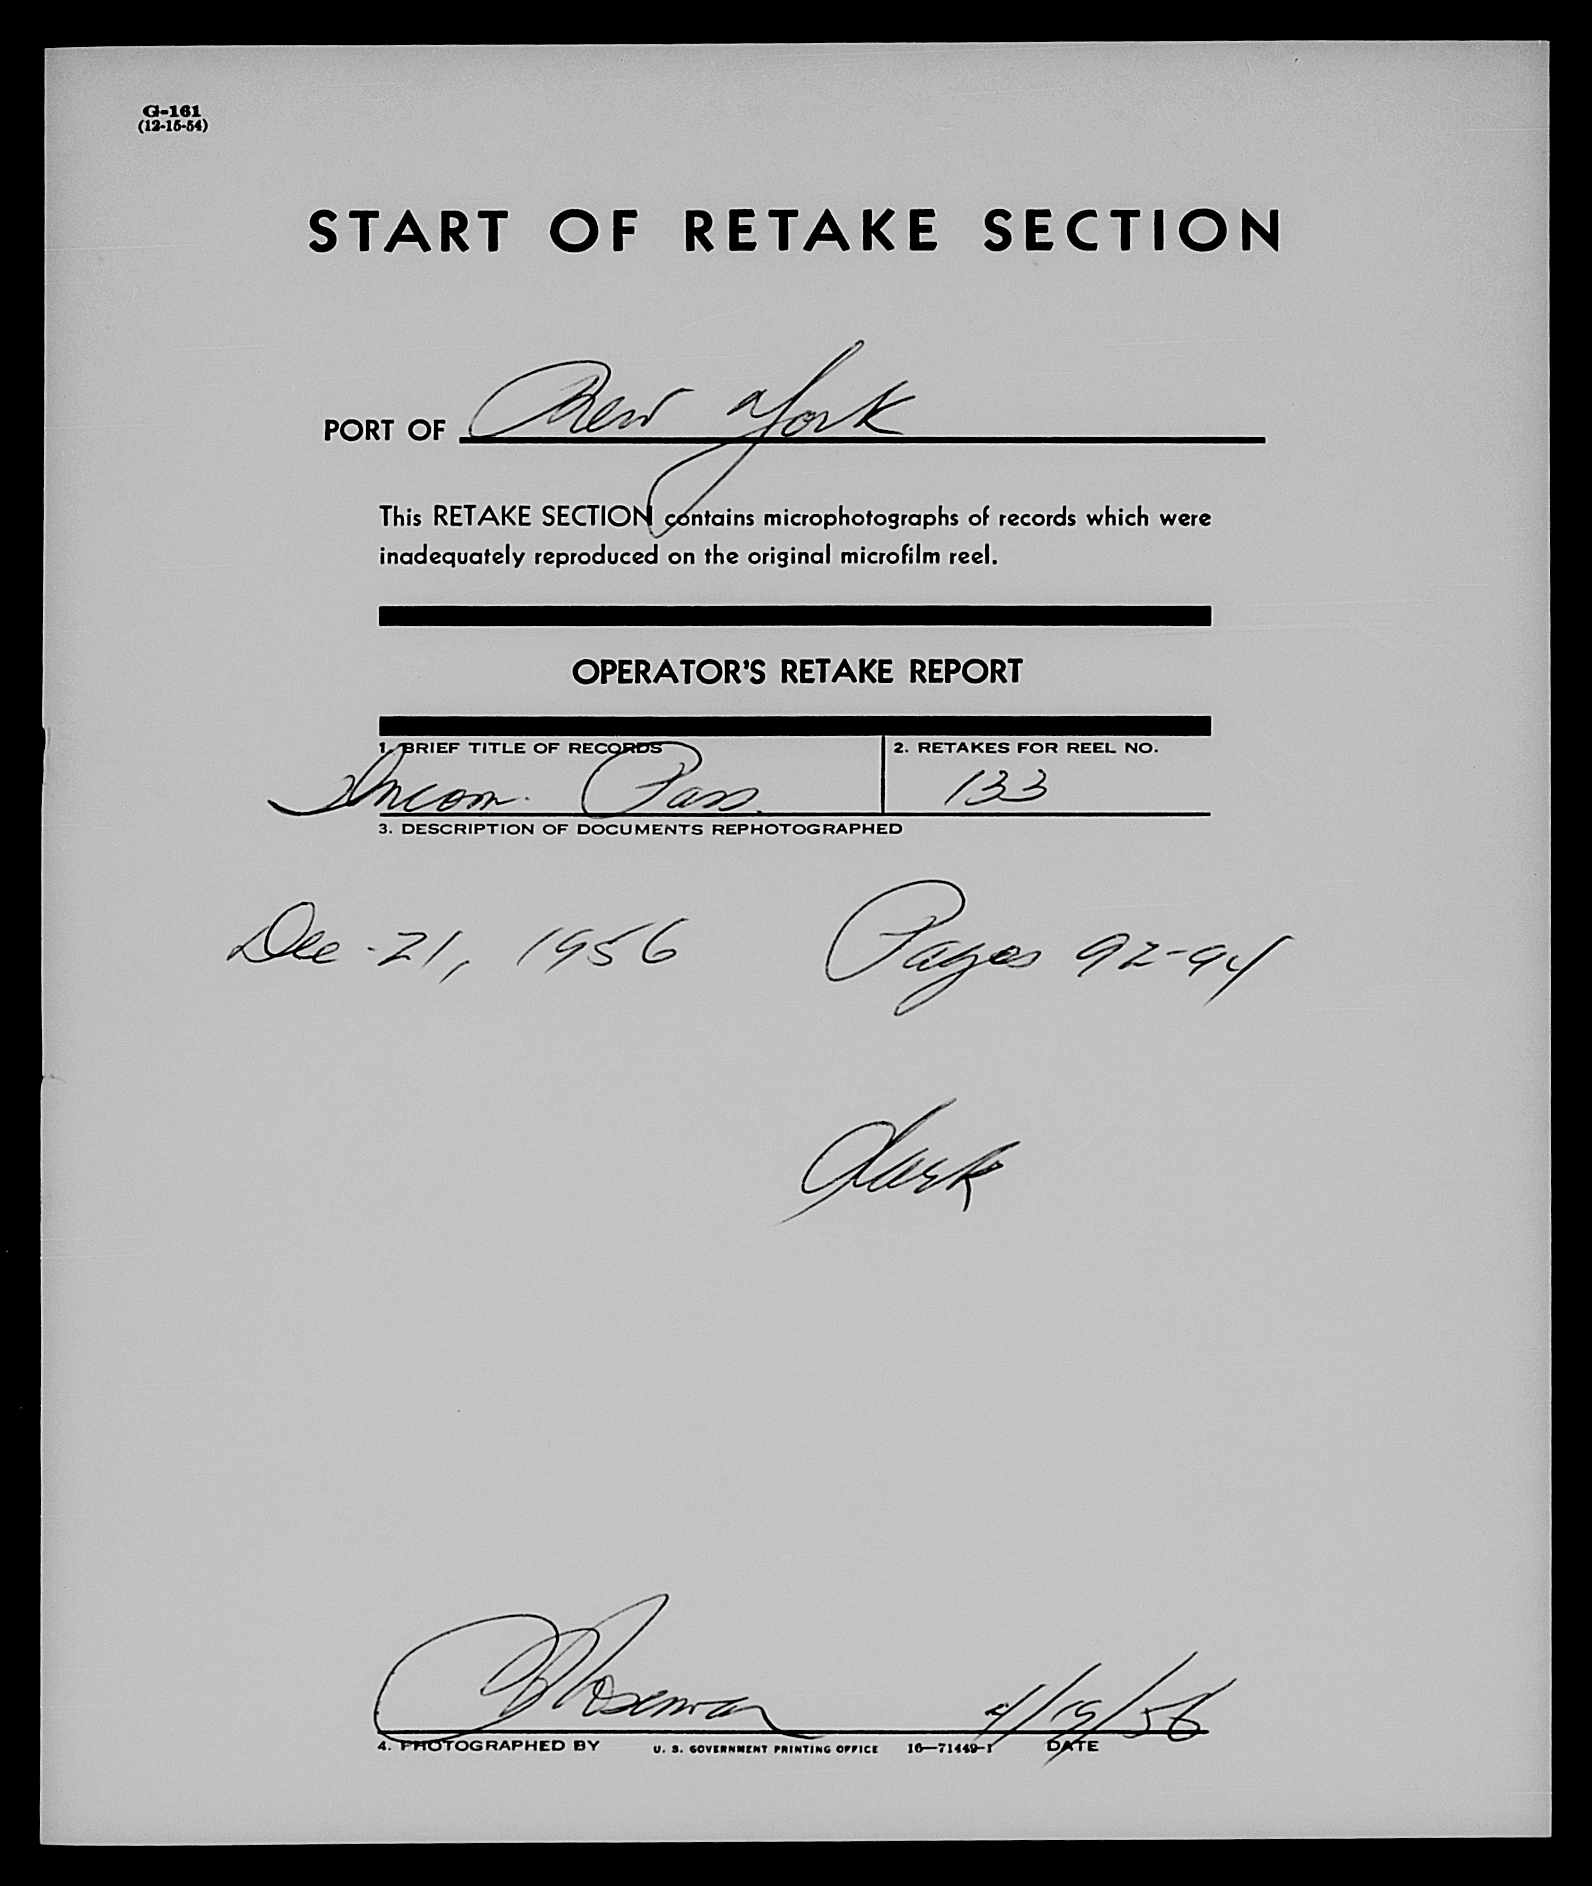 G-161
(12-15-54)
START OF RETAKE SECTION
PORT OF New York
This RETAKE SECTION contains microphotographs of records which were
inadequately reproduced on the original microfilm reel.
OPERATOR'S RETAKE REPORT
1. BRIEF TITLE OF RECORDS 2. RETAKES FOR REEL NO.
Incom. Pass. 133
3. DESCRIPTION OF DOCUMENTS REPHOTOGRAPHED
Dec-21, 1956 Pages 92-94
Dark
4/19/56
4. PHOTOGRAPHED BY U. S. GOVERNMENT PRINTING OFFICE 16—71449-1 DATE